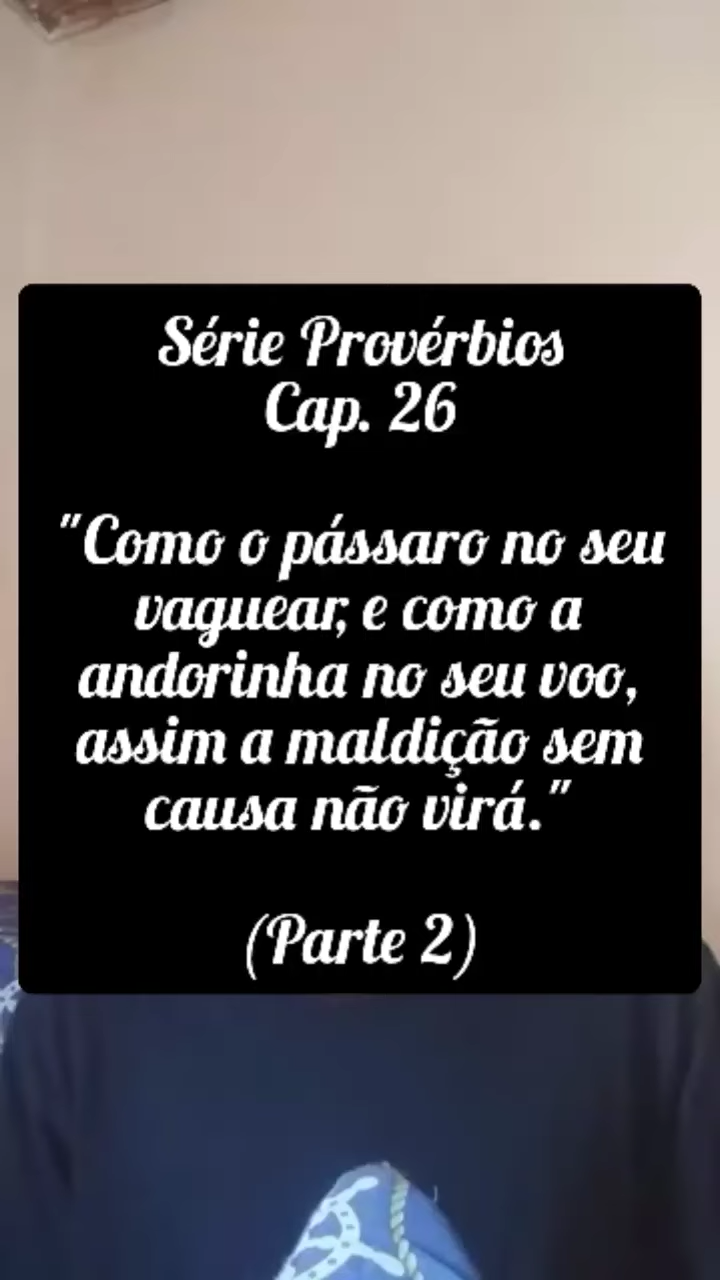 Série Provérbios
Cap. 26
"Como o pássaro no seu
vaguear, e como a
andorinha no seu voo,
assim a maldição sem
causa não virá."
(Parte 2)